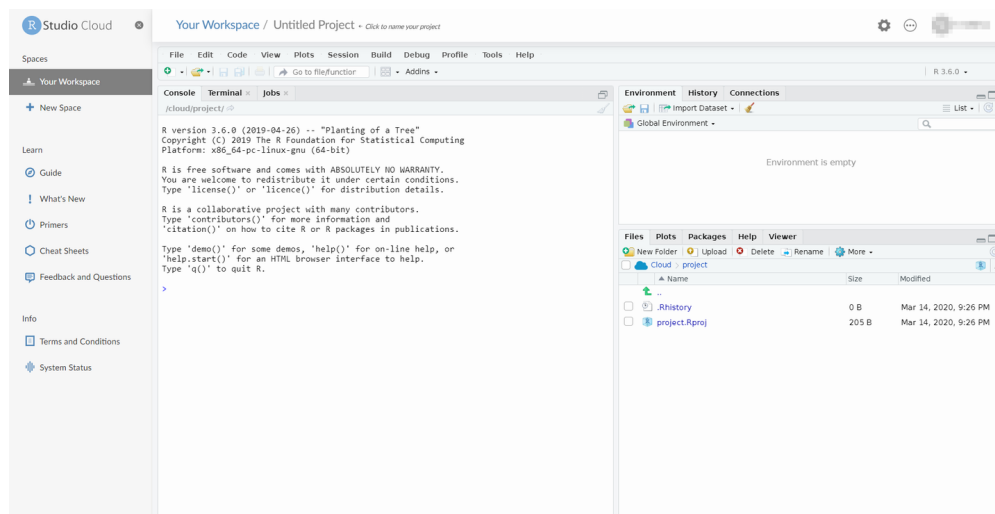 R Studio Cloud
Your Workspace / Untitled Project - Click to name your project
Spaces
Your Workspace
New Space
Learn
Guide
What's New
Primers
Cheat Sheets
Feedback and Questions
Info
Terms and Conditions
System Status
File Edit Code View Plots Session Build Debug Profile Tools Help
Go to file/function Addins R 3.6.0
Console Terminal Jobs
/cloud/project/
R version 3.6.0 (2019-04-26) -- "Planting of a Tree"
Copyright (C) 2019 The R Foundation for Statistical Computing
Platform: x86_64-pc-linux-gnu (64-bit)
R is free software and comes with ABSOLUTELY NO WARRANTY.
You are welcome to redistribute it under certain conditions.
Type 'license()' or 'licence()' for distribution details.
R is a collaborative project with many contributors.
Type 'contributors()' for more information and
'citation()' on how to cite R or R packages in publications.
Type 'demo()' for some demos, 'help()' for on-line help, or
'help.start()' for an HTML browser interface to help.
Type 'q()' to quit R.
>
Environment History Connections
Import Dataset List
Global Environment
Environment is empty
Files Plots Packages Help Viewer
New Folder Upload Delete Rename More
Cloud > project
Name Size Modified
..
.Rhistory 0 B Mar 14, 2020, 9:26 PM
project.Rproj 205 B Mar 14, 2020, 9:26 PM